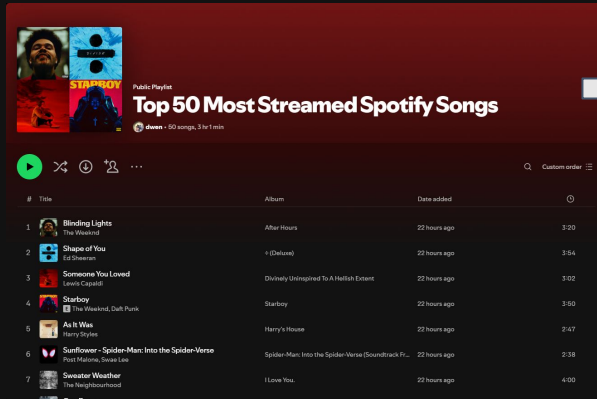 DIVIDE
STARBOY
Public Playlist
Top 50 Most Streamed Spotify Songs
dwen • 50 songs, 3 hr 1 min
Custom order
# Title Album Date added
1 Blinding Lights After Hours 22 hours ago 3:20
The Weeknd
2 Shape of You ÷ (Deluxe) 22 hours ago 3:54
Ed Sheeran
3 Someone You Loved Divinely Uninspired To A Hellish Extent 22 hours ago 3:02
Lewis Capaldi
4 Starboy Starboy 22 hours ago 3:50
E The Weeknd, Daft Punk
5 As It Was Harry's House 22 hours ago 2:47
Harry Styles
6 Sunflower - Spider-Man: Into the Spider-Verse Spider-Man: Into the Spider-Verse (Soundtrack Fr... 22 hours ago 2:38
Post Malone, Swae Lee
7 Sweater Weather I Love You. 22 hours ago 4:00
The Neighbourhood